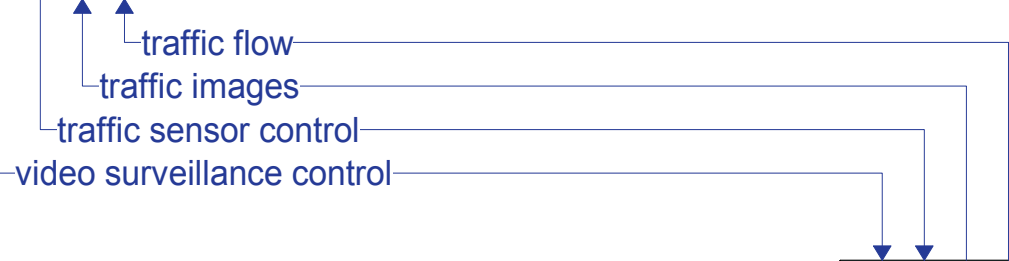 traffic flow
traffic images
traffic sensor control
video surveillance control